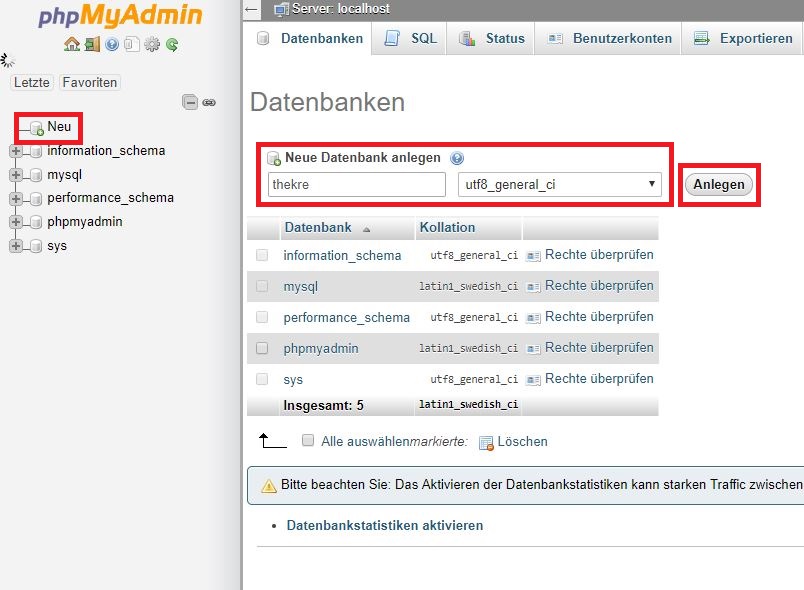 phpMyAdmin
Letzte Favoriten
Neu
information_schema
mysql
performance_schema
phpmyadmin
sys
Server: localhost
Datenbanken SQL Status Benutzerkonten Exportieren
Datenbanken
Neue Datenbank anlegen
thekre utf8_general_ci Anlegen
Datenbank Kollation
information_schema utf8_general_ci Rechte überprüfen
mysql latin1_swedish_ci Rechte überprüfen
performance_schema utf8_general_ci Rechte überprüfen
phpmyadmin latin1_swedish_ci Rechte überprüfen
sys utf8_general_ci Rechte überprüfen
Insgesamt: 5 latin1_swedish_ci
Alle auswählen markierte: Löschen
Bitte beachten Sie: Das Aktivieren der Datenbankstatistiken kann starken Traffic zwischen
• Datenbankstatistiken aktivieren